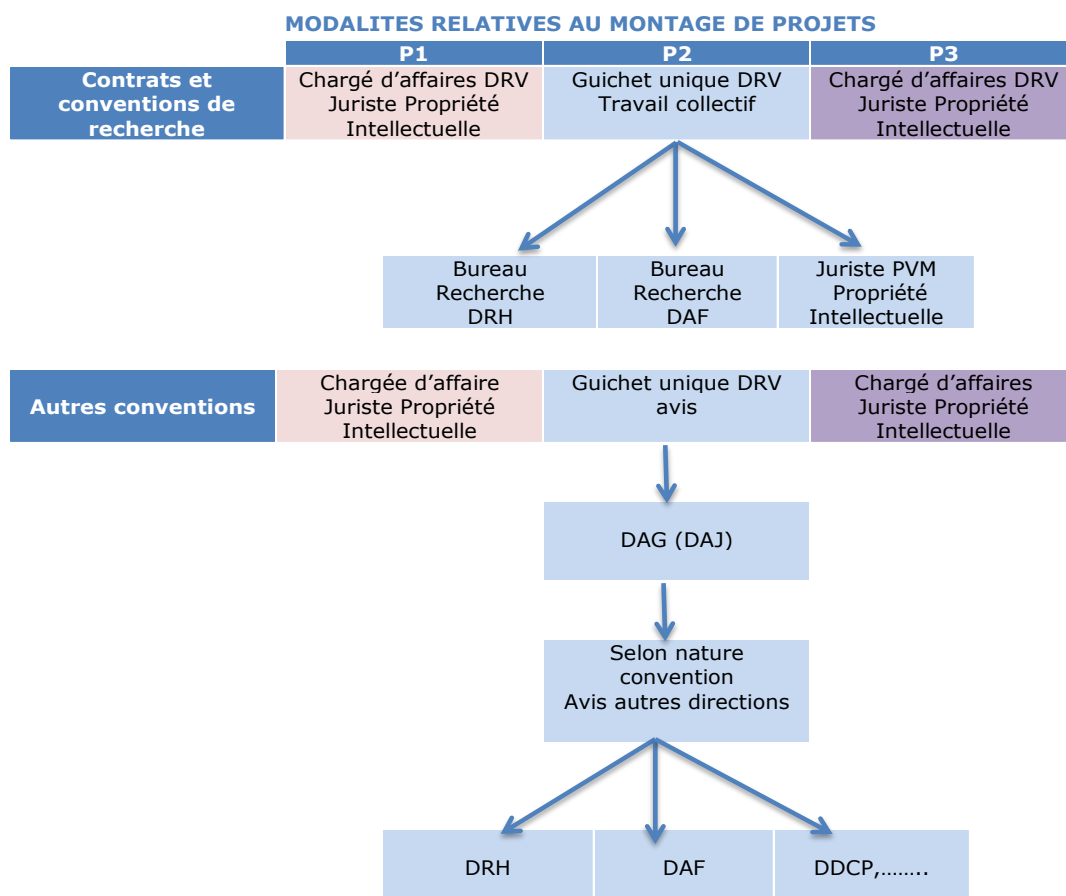 MODALITES RELATIVES AU MONTAGE DE PROJETS
P1
P2
P3
Contrats et
conventions de
recherche
Chargé d’affaires DRV
Juriste Propriété
Intellectuelle
Guichet unique DRV
Travail collectif
Chargé d’affaires DRV
Juriste Propriété
Intellectuelle
Bureau
Recherche
DRH
Bureau
Recherche
DAF
Juriste PVM
Propriété
Intellectuelle
Autres conventions
Chargée d’affaire
Juriste Propriété
Intellectuelle
Guichet unique DRV
avis
Chargé d’affaires
Juriste Propriété
Intellectuelle
DAG (DAJ)
Selon nature
convention
Avis autres directions
DRH
DAF
DDCP,……..